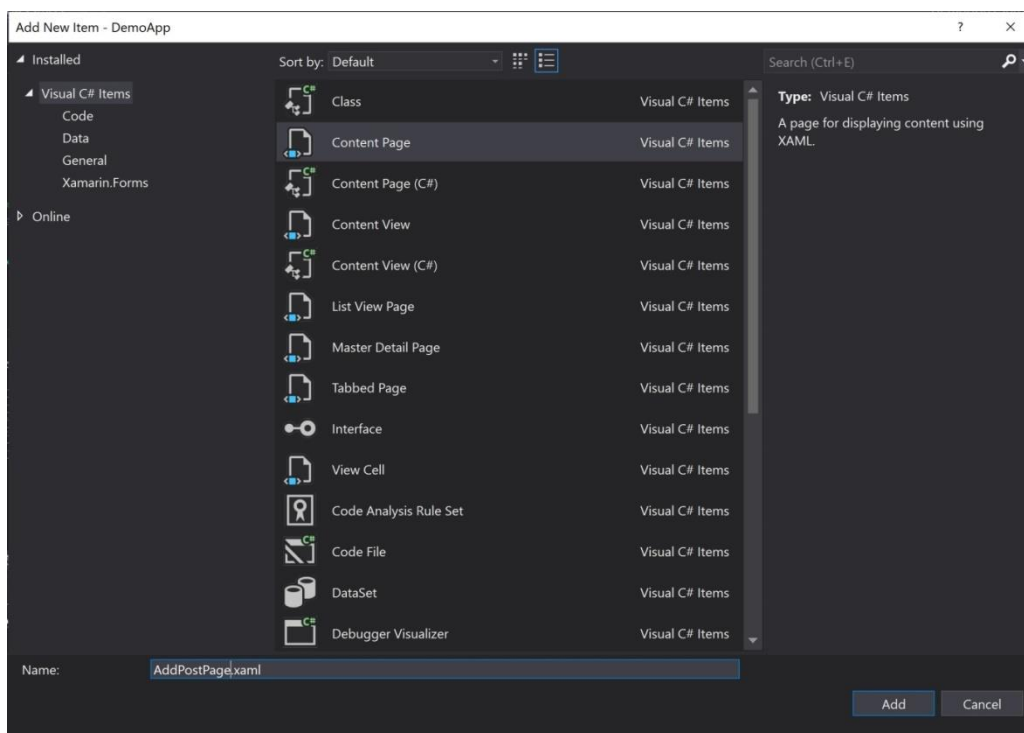 Add New Item - DemoApp
? ×
Installed
Visual C# Items
Code
Data
General
Xamarin.Forms
Online
Sort by: Default
Search (Ctrl+E)
C# Class Visual C# Items
Content Page Visual C# Items
C# Content Page (C#) Visual C# Items
Content View Visual C# Items
C# Content View (C#) Visual C# Items
List View Page Visual C# Items
Master Detail Page Visual C# Items
Tabbed Page Visual C# Items
Interface Visual C# Items
View Cell Visual C# Items
Code Analysis Rule Set Visual C# Items
C# Code File Visual C# Items
DataSet Visual C# Items
C# Debugger Visualizer Visual C# Items
Type: Visual C# Items
A page for displaying content using
XAML.
Name: AddPostPage.xaml
Add Cancel